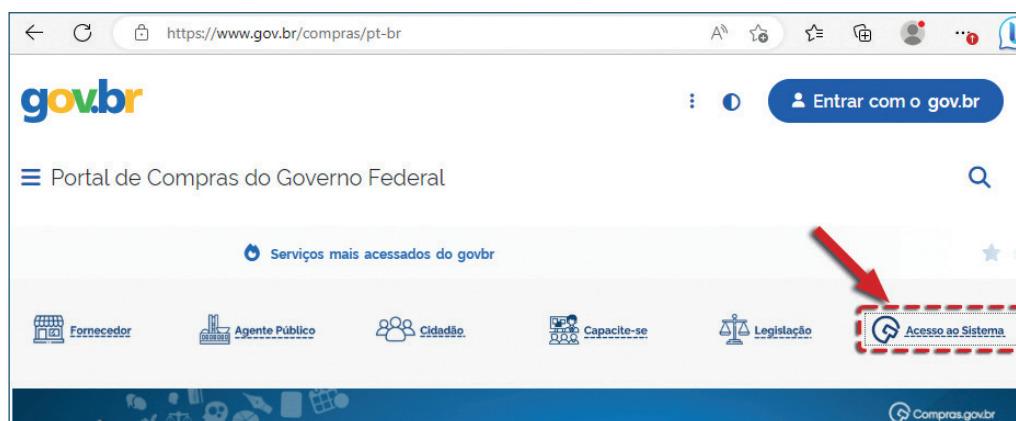 https://www.gov.br/compras/pt-br
gov.br
Entrar com o gov.br
Portal de Compras do Governo Federal
Serviços mais acessados do govbr
Fornecedor
Agente Público
Cidadão
Capacite-se
Legislação
Acesso ao Sistema
Compras.gov.br